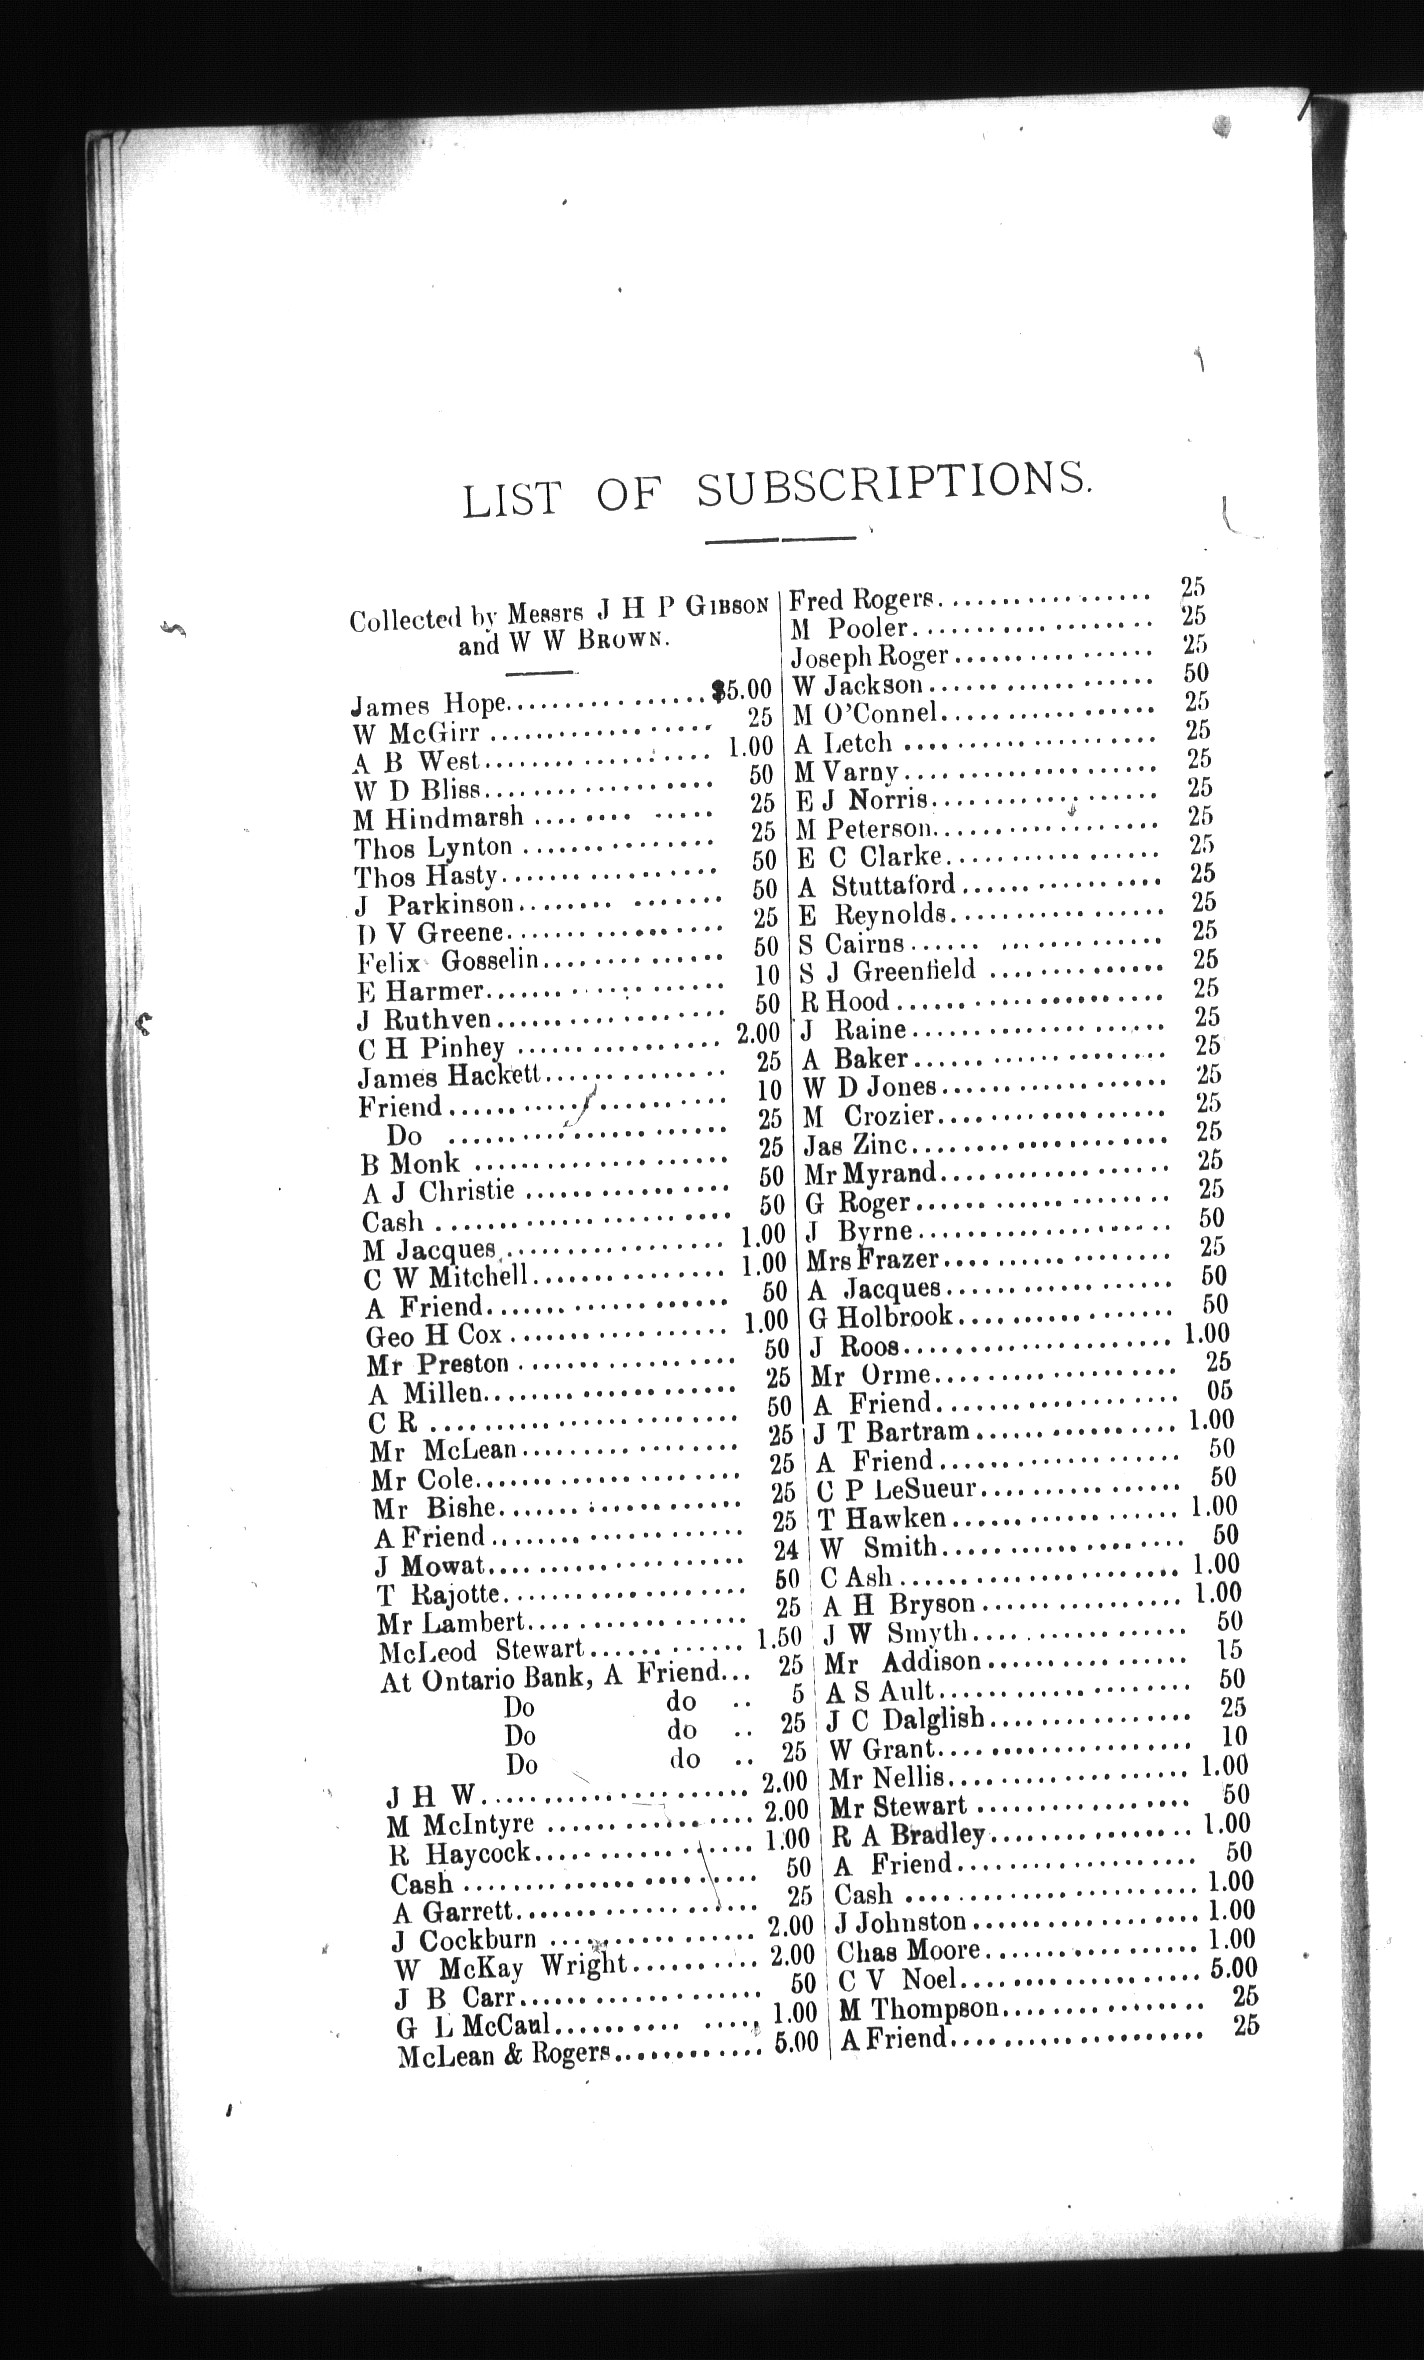 LIST OF SUBSCRIPTIONS.
Collected by Messrs J H P GIBSON
and W W BROWN.
James Hope................$5.00
W McGirr .................. 25
A B West.................. 1.00
W D Bliss.................. 50
M Hindmarsh ............... 25
Thos Lynton ............... 25
Thos Hasty................. 50
J Parkinson................ 50
D V Greene................. 25
Felix Gosselin............... 50
E Harmer................... 10
J Ruthven................... 50
C H Pinhey ................ 2.00
James Hackett.............. 25
Friend...................... 10
Do ...................... 25
B Monk .................... 25
A J Christie ................ 50
Cash ....................... 50
M Jacques.................. 1.00
C W Mitchell............... 1.00
A Friend................... 50
Geo H Cox ................. 1.00
Mr Preston ................. 50
A Millen.................... 25
C R ........................ 50
Mr McLean................. 25
Mr Cole..................... 25
Mr Bishe................... 25
A Friend.................... 25
J Mowat.................... 24
T Rajotte................... 50
Mr Lambert................. 25
McLeod Stewart............ 1.50
At Ontario Bank, A Friend... 25
Do do .. 5
Do do .. 25
Do do .. 25
J H W..................... 2.00
M McIntyre ................ 2.00
R Haycock................. 1.00
Cash ....................... 50
A Garrett................... 25
J Cockburn ................ 2.00
W McKay Wright.......... 2.00
J B Carr................... 50
G L McCaul............... 1.00
McLean & Rogers............ 5.00
Fred Rogers................. 25
M Pooler................... 25
Joseph Roger................ 25
W Jackson.................. 50
M O'Connel................. 25
A Letch .................... 25
M Varny.................... 25
E J Norris.................. 25
M Peterson.................. 25
E C Clarke................. 25
A Stuttaford................ 25
E Reynolds................. 25
S Cairns.................... 25
S J Greenfield .............. 25
R Hood..................... 25
J Raine.................... 25
A Baker.................... 25
W D Jones.................. 25
M Crozier.................. 25
Jas Zinc.................... 25
Mr Myrand.................. 25
G Roger.................... 25
J Byrne.................... 50
Mrs Frazer.................. 25
A Jacques.................. 50
G Holbrook................. 50
J Roos..................... 1.00
Mr Orme................... 25
A Friend................... 05
J T Bartram................ 1.00
A Friend................... 50
C P LeSueur................ 50
T Hawken.................. 1.00
W Smith................... 50
C Ash...................... 1.00
A H Bryson................ 1.00
J W Smyth................. 50
Mr Addison................ 15
A S Ault.................... 50
J C Dalglish................ 25
W Grant.................... 10
Mr Nellis................... 1.00
Mr Stewart ................. 50
R A Bradley................ 1.00
A Friend................... 50
Cash ....................... 1.00
J Johnston.................. 1.00
Chas Moore................. 1.00
C V Noel................... 5.00
M Thompson................ 25
A Friend.................... 25